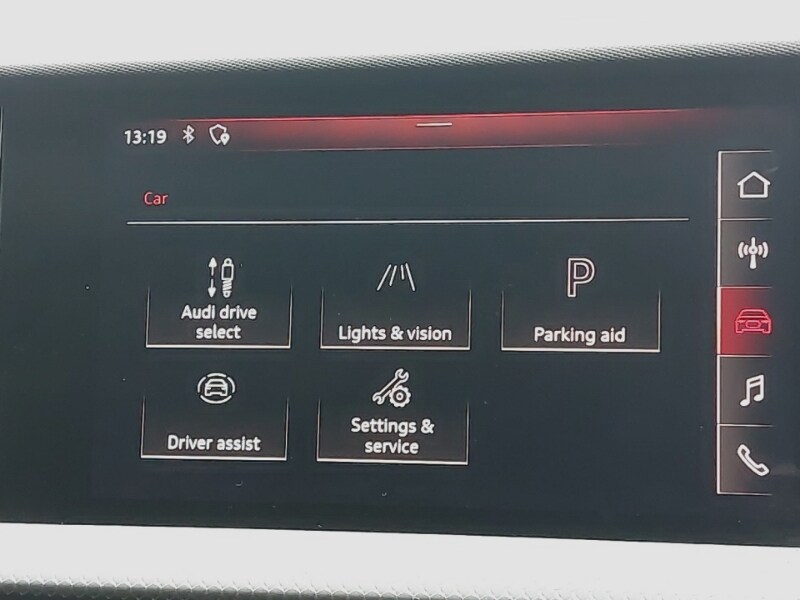 13:19
Car
Audi drive
select
Lights & vision
P
Parking aid
Driver assist
Settings &
service